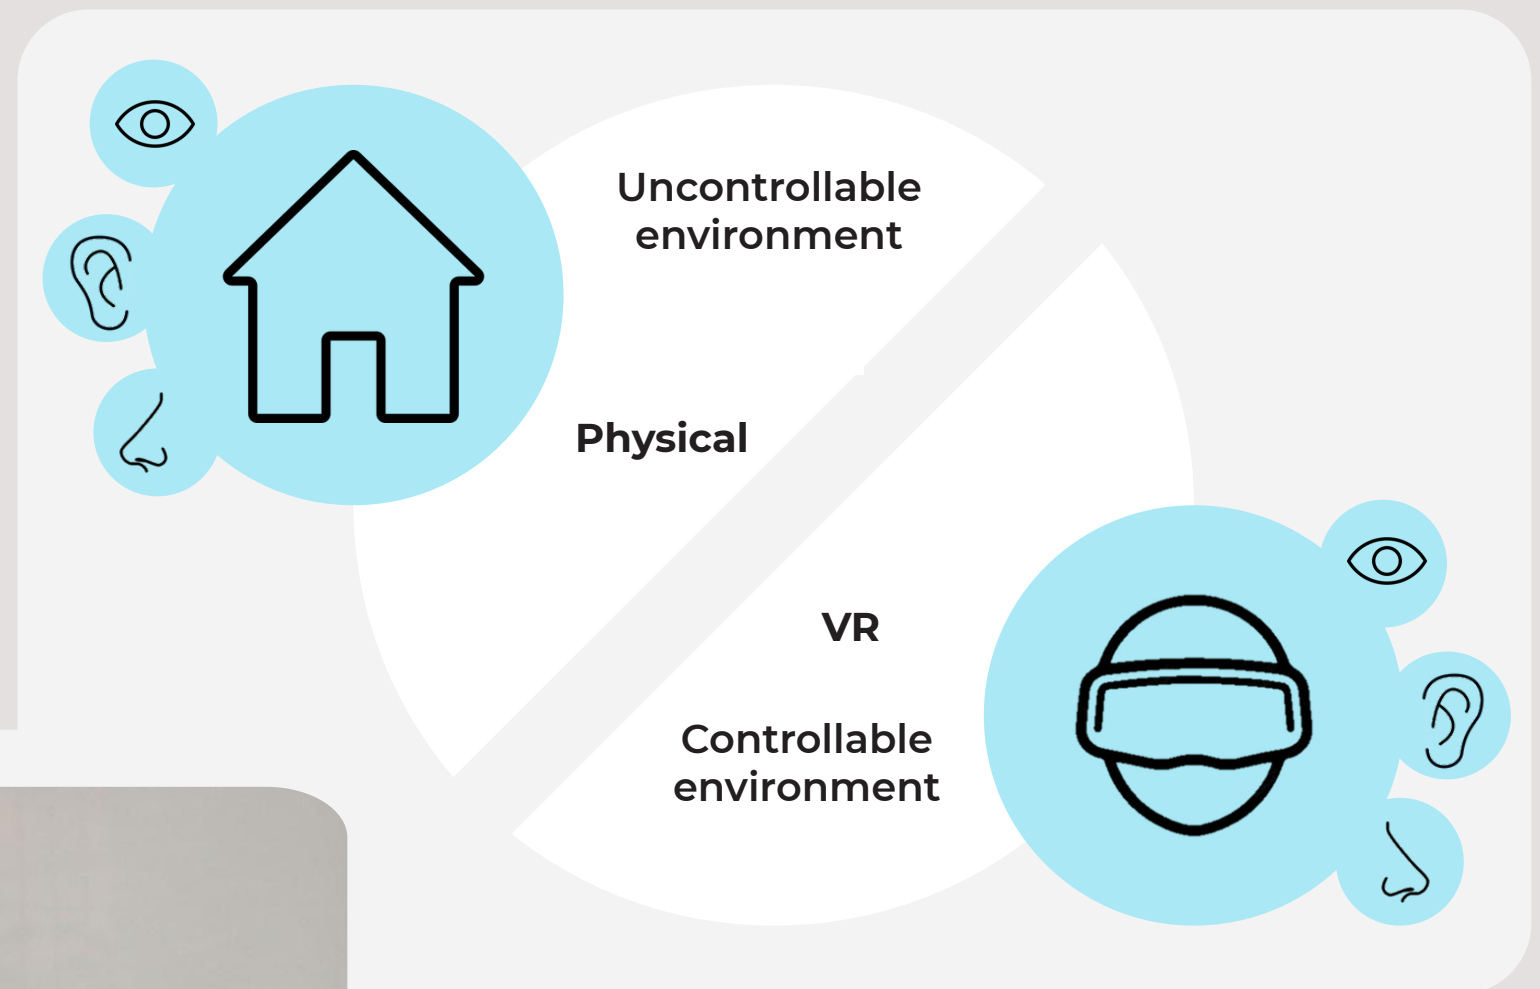 Uncontrollable
environment
Physical
VR
Controllable
environment